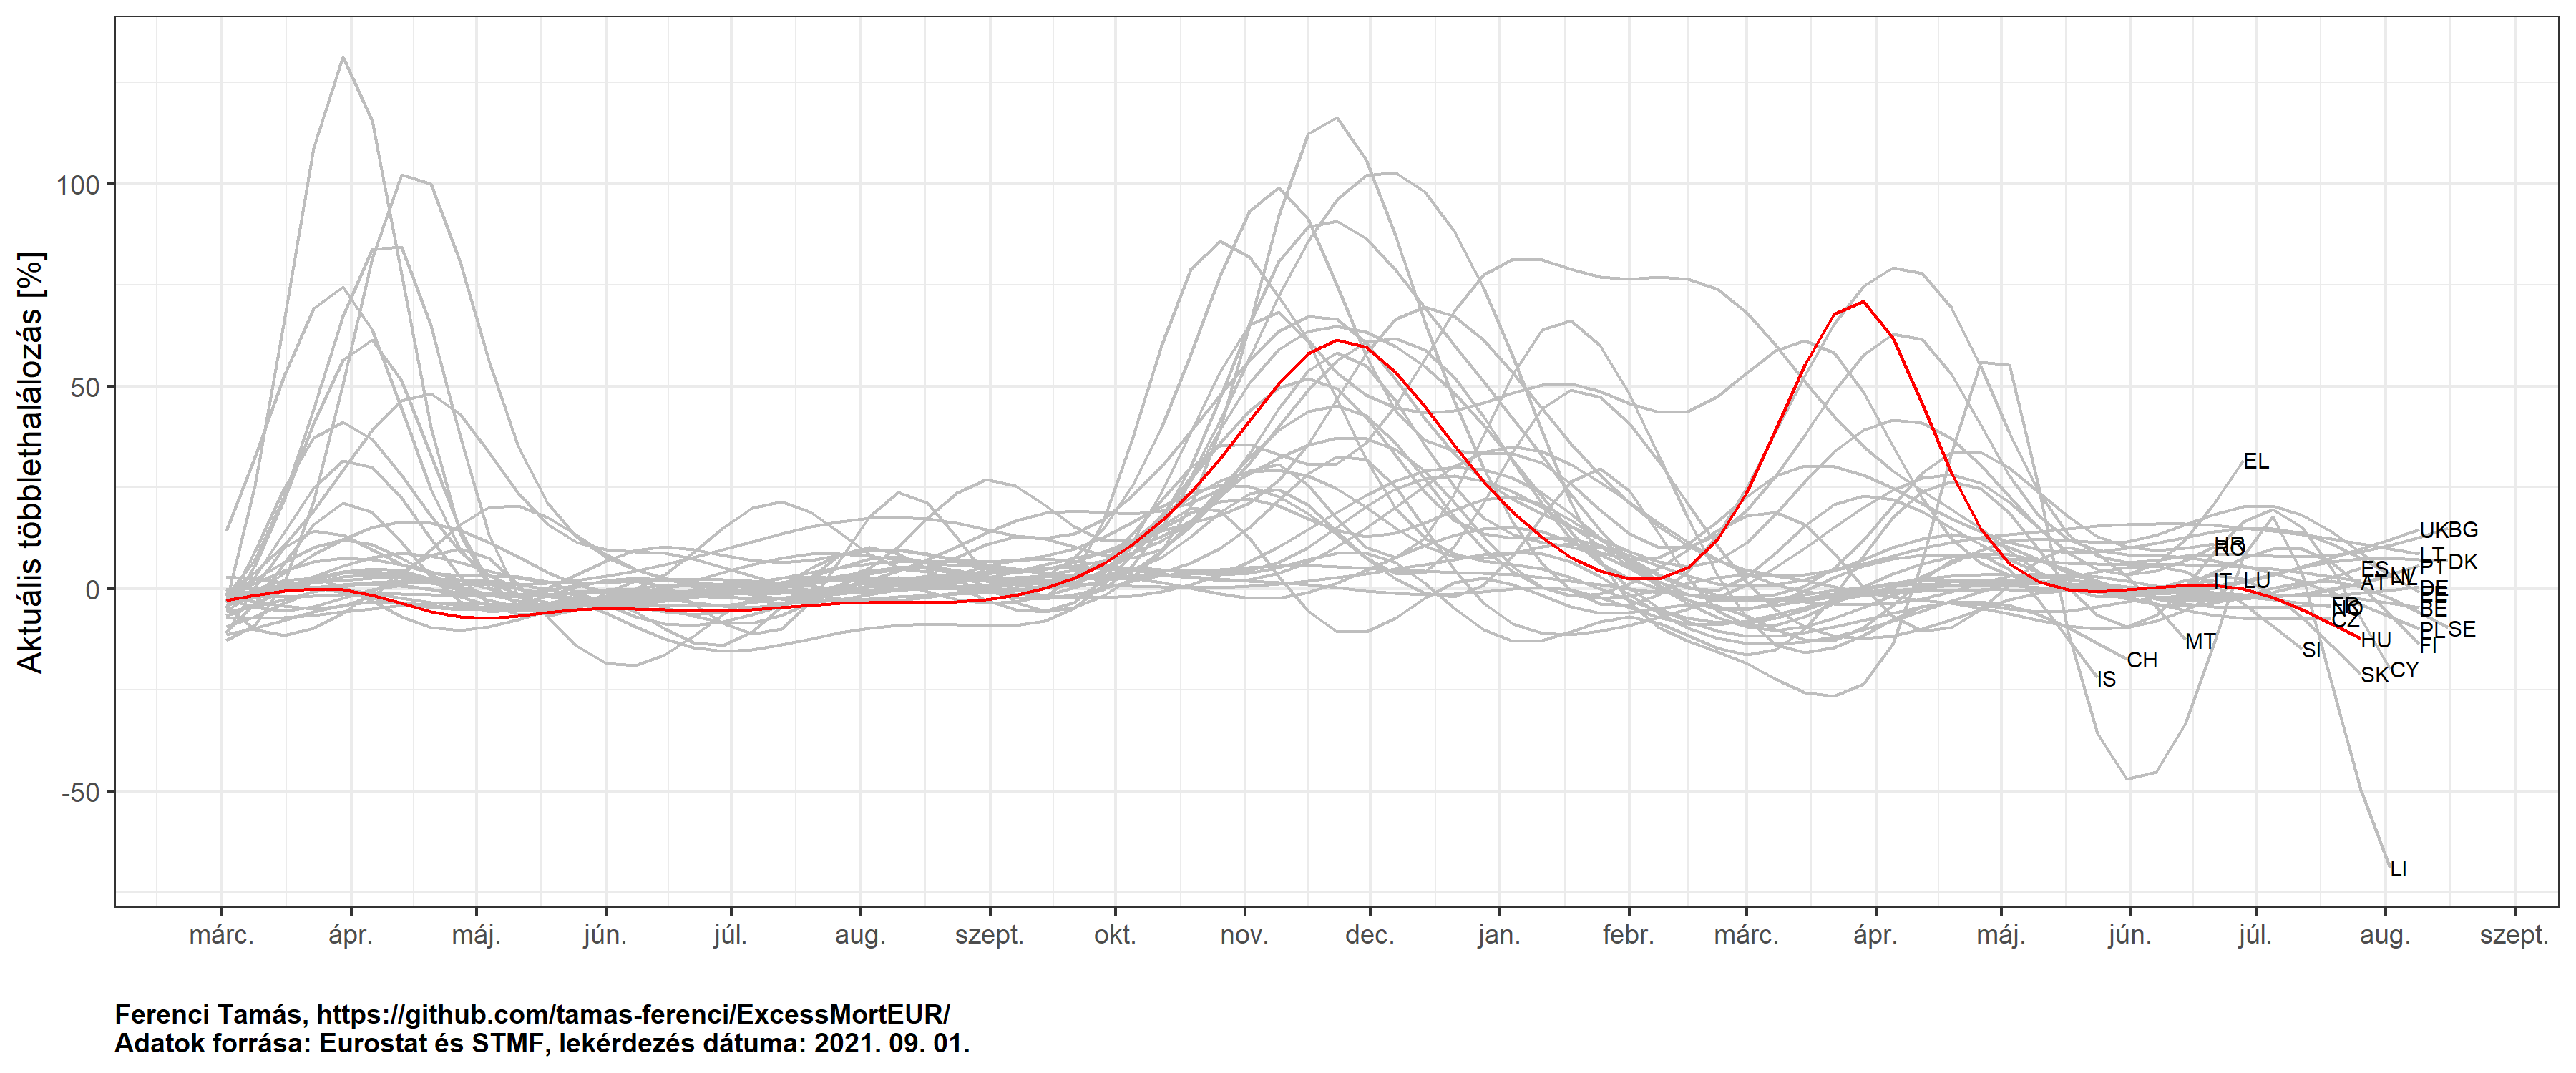 Aktuális többlethalálozás [%]
100
50
0
-50
márc. ápr. máj. jún. júl. aug. szept. okt. nov. dec. jan. febr. márc. ápr. máj. jún. júl. aug. szept.
EL
UK BG
HR
RO
LT
PT DK
ES
AT NL
IT LU
DE
BE
CZ
PL SE
HU
FI
MT
SI
CH
SK CY
IS
LI
Ferenci Tamás, https://github.com/tamas-ferenci/ExcessMortEUR/
Adatok forrása: Eurostat és STMF, lekérdezés dátuma: 2021. 09. 01.